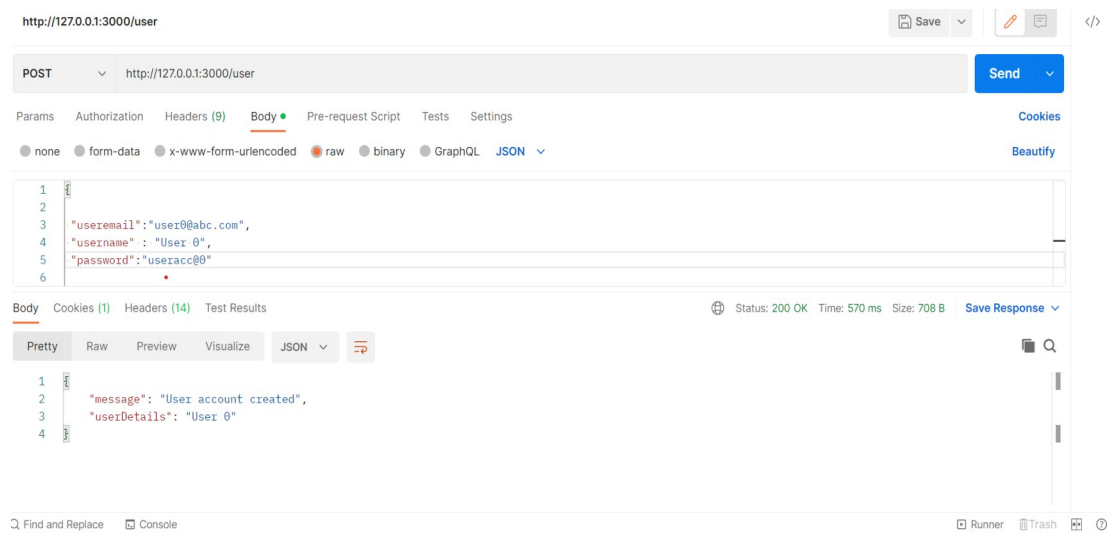 http://127.0.0.1:3000/user Save </>
POST http://127.0.0.1:3000/user Send
Params Authorization Headers (9) Body Pre-request Script Tests Settings Cookies
none form-data x-www-form-urlencoded raw binary GraphQL JSON Beautify
1 {
2
3 "useremail":"user0@abc.com",
4 "username" : "User 0",
5 "password":"useracc@0"
6
Body Cookies (1) Headers (14) Test Results Status: 200 OK Time: 570 ms Size: 708 B Save Response
Pretty Raw Preview Visualize JSON
1 {
2 "message": "User account created",
3 "userDetails": "User 0"
4 }
Find and Replace Console Runner Trash